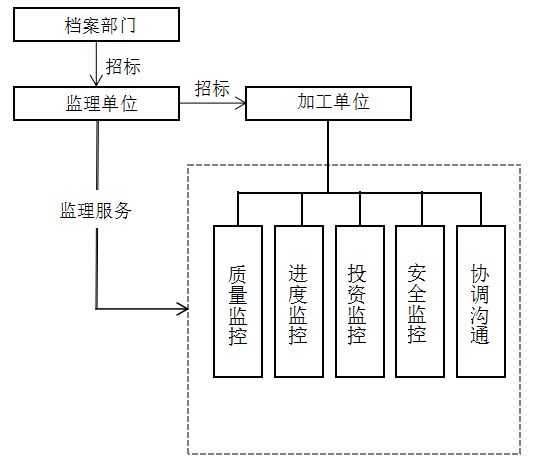 档案部门
招标
监理单位
招标
加工单位
监理服务
质量监控
进度监控
投资监控
安全监控
协调沟通